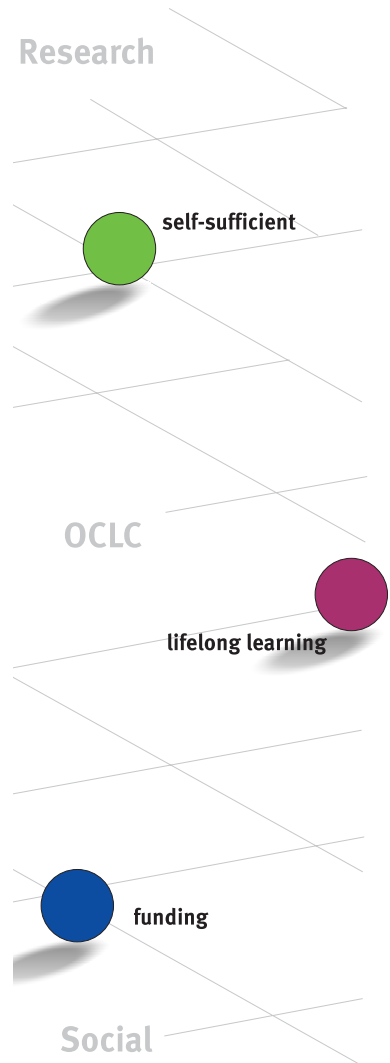 Research
self-sufficient
OCLC
lifelong learning
funding
Social